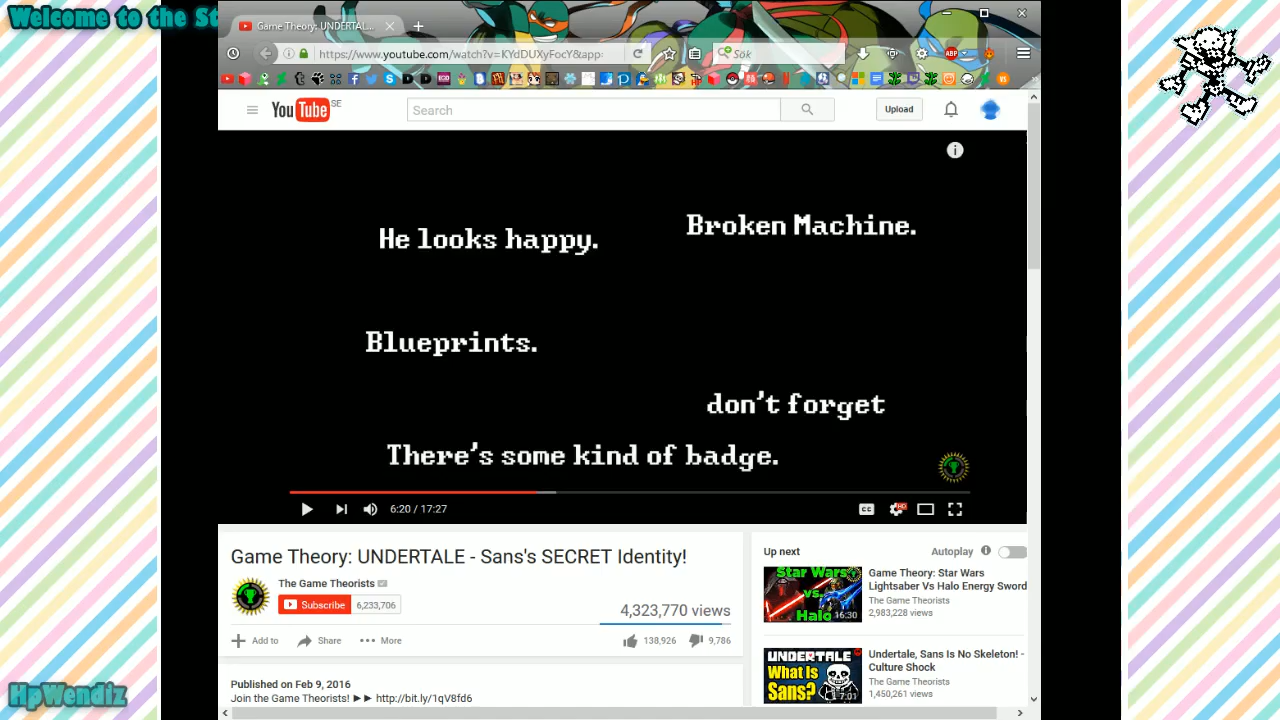 Welcome to the St
Game Theory: UNDERTAL...
https://www.youtube.com/watch?v=KYdDUXyFocY&app=
Sök
ABP
YouTube SE
Search
Upload
He looks happy.
Broken Machine.
Blueprints.
don't forget
There's some kind of badge.
6:20 / 17:27
CC
HD
Game Theory: UNDERTALE - Sans's SECRET Identity!
The Game Theorists
Subscribe 6,233,706
4,323,770 views
Add to Share More
138,926 9,786
Published on Feb 9, 2016
Join the Game Theorists! ►► http://bit.ly/1qV8fd6
Up next
Autoplay
Star Wars
vs.
Halo
16:30
Game Theory: Star Wars
Lightsaber Vs Halo Energy Sword
The Game Theorists
2,983,228 views
UNDERTALE
What Is
Sans?
17:01
Undertale, Sans Is No Skeleton! -
Culture Shock
The Game Theorists
1,450,261 views
HpWendiz